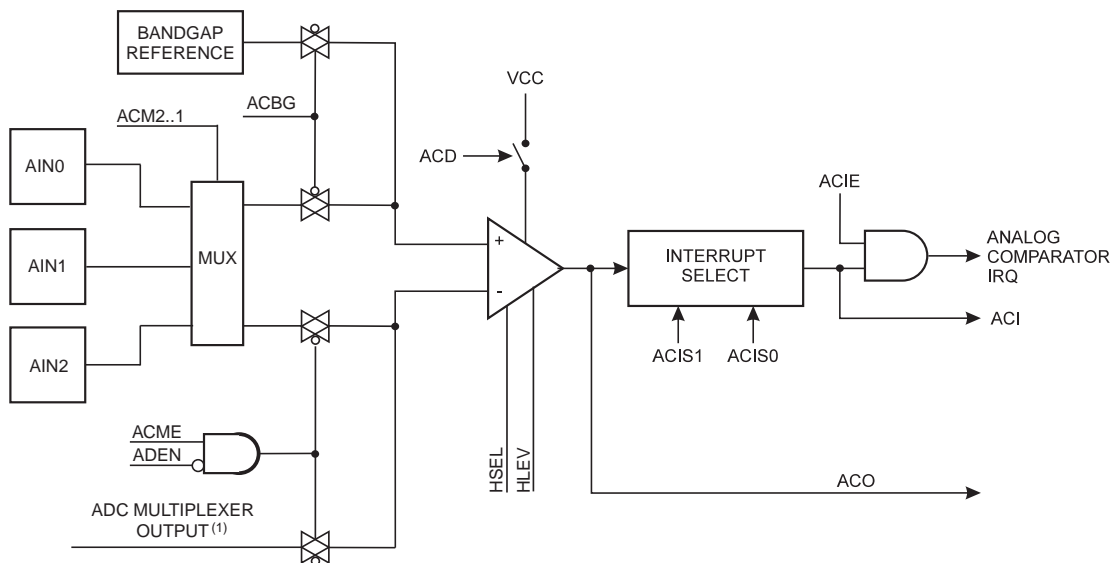 BANDGAP
REFERENCE
ACBG
ACM2..1
AIN0
AIN1
AIN2
MUX
VCC
ACD
+
-
HSEL
HLEV
INTERRUPT
SELECT
ACIS1
ACIS0
ACIE
ANALOG
COMPARATOR
IRQ
ACI
ACME
ADEN
ACO
ADC MULTIPLEXER
OUTPUT (1)